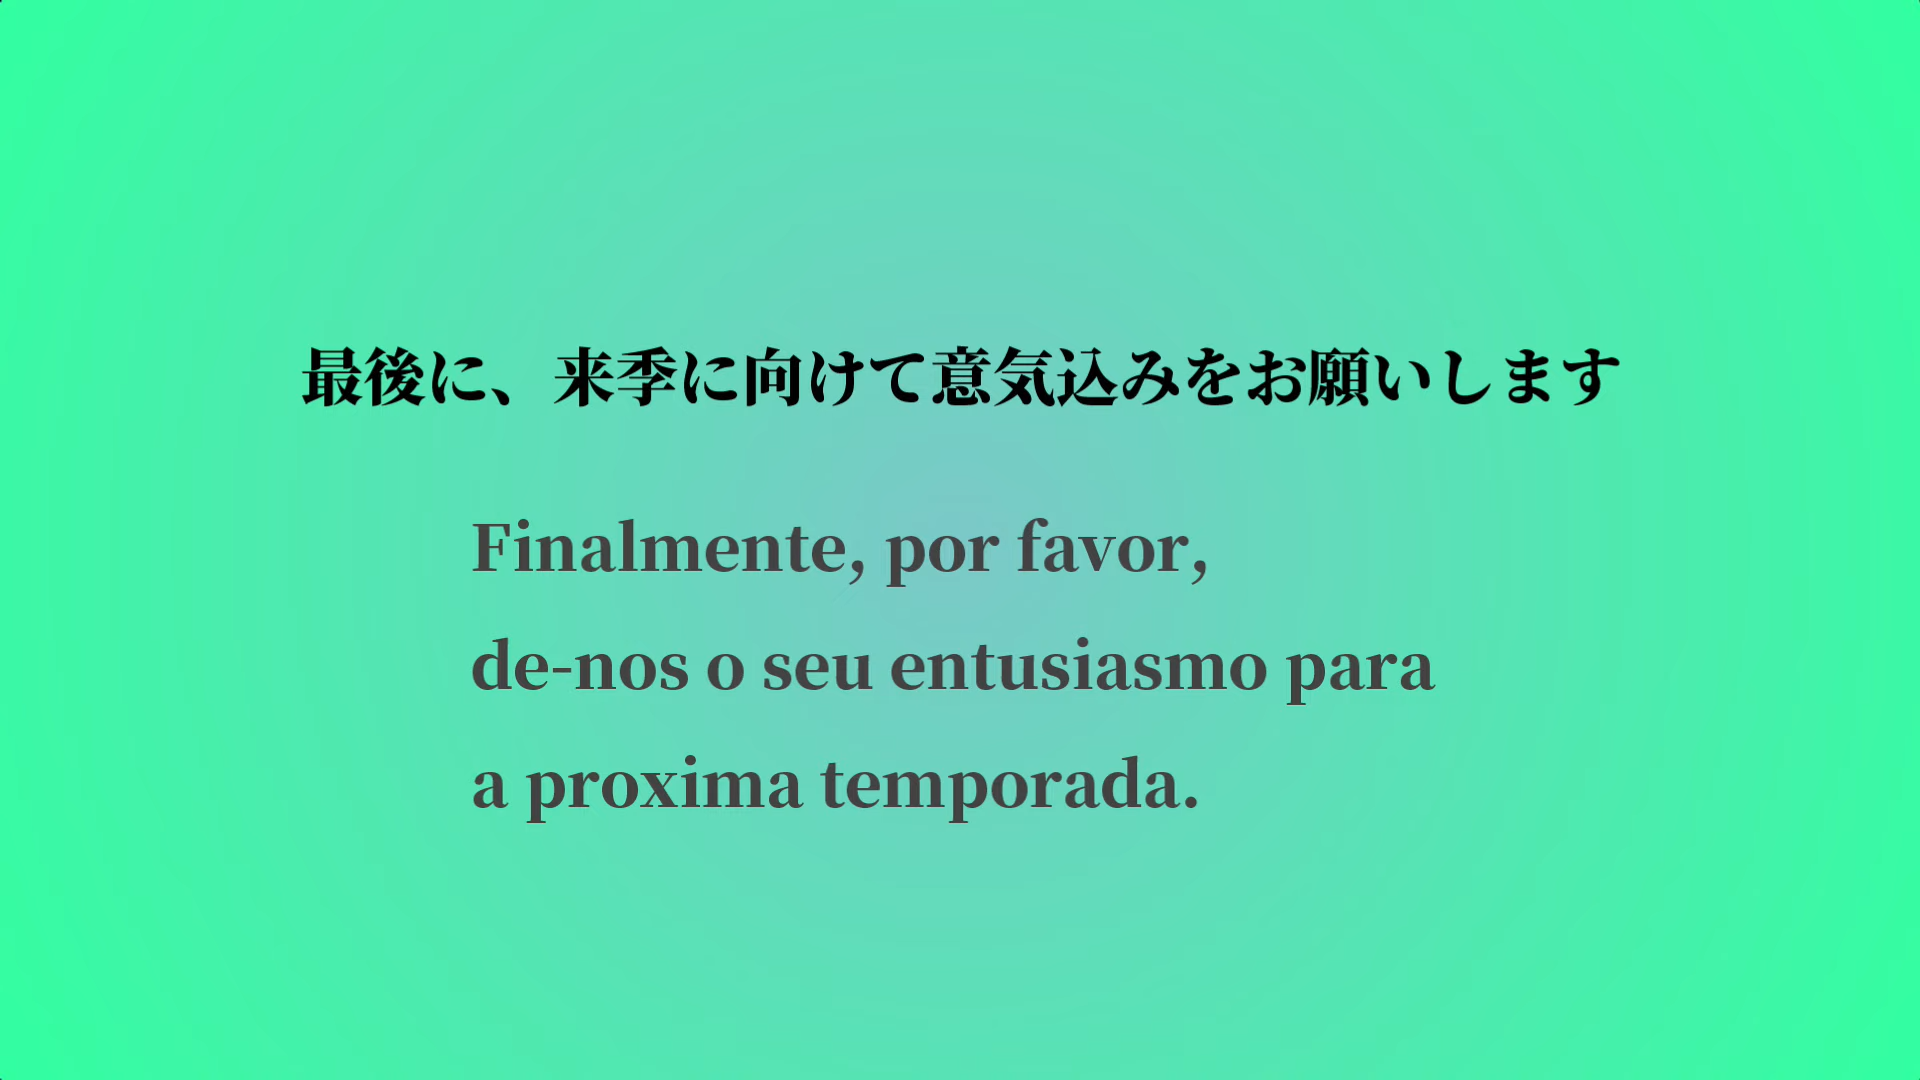 最後に、来季に向けて意気込みをお願いします
Finalmente, por favor,
de-nos o seu entusiasmo para
a proxima temporada.